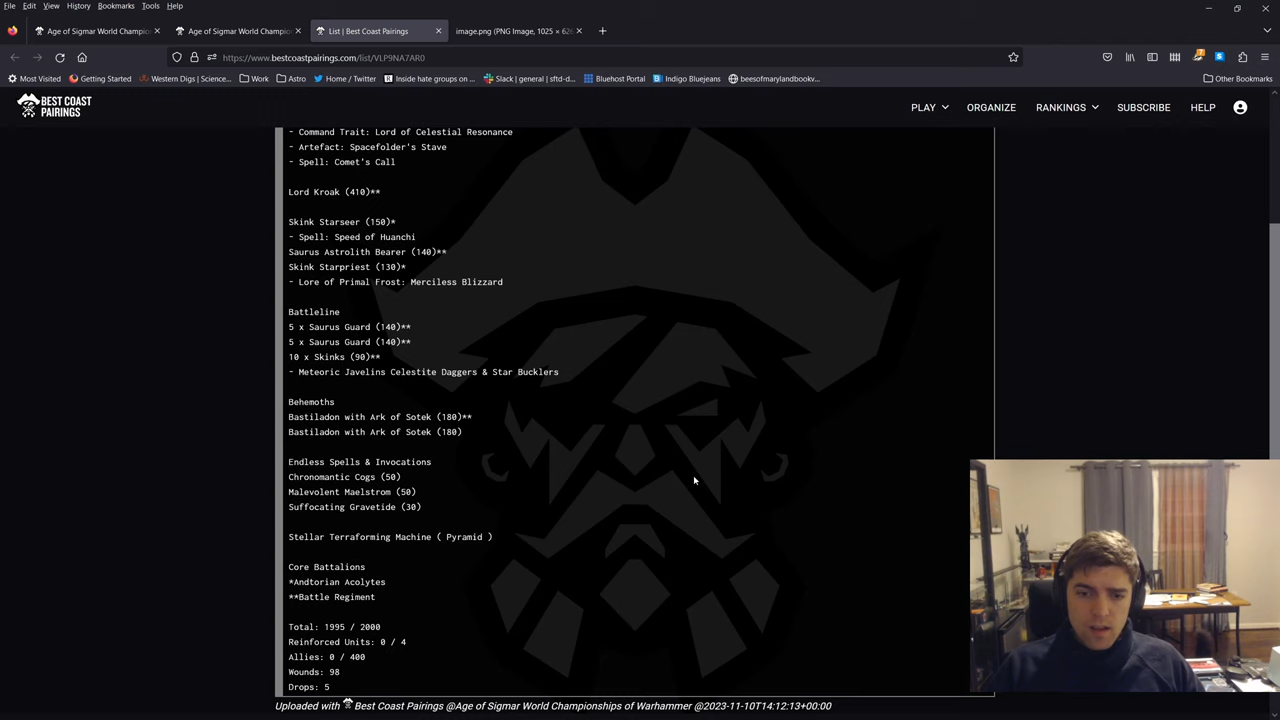 File Edit View History Bookmarks Tools Help
Age of Sigmar World Champion Age of Sigmar World Champion List | Best Coast Pairings image.png (PNG Image, 1025 × 62
https://www.bestcoastpairings.com/list/VLP9NA7AR0
Most Visited Getting Started Western Digs | Science... Work Astro Home / Twitter Inside hate groups on ... Slack | general | sftd-d... Bluehost Portal Indigo Bluejeans beesofmarylandbookv... Other Bookmarks
BEST COAST PAIRINGS PLAY ORGANIZE RANKINGS SUBSCRIBE HELP
- Command Trait: Lord of Celestial Resonance
- Artefact: Spacefolder's Stave
- Spell: Comet's Call
Lord Kroak (410)**
Skink Starseer (150)*
- Spell: Speed of Huanchi
Saurus Astrolith Bearer (140)**
Skink Starpriest (130)*
- Lore of Primal Frost: Merciless Blizzard
Battleline
5 x Saurus Guard (140)**
5 x Saurus Guard (140)**
10 x Skinks (90)**
- Meteoric Javelins Celestite Daggers & Star Bucklers
Behemoths
Bastiladon with Ark of Sotek (180)**
Bastiladon with Ark of Sotek (180)
Endless Spells & Invocations
Chronomantic Cogs (50)
Malevolent Maelstrom (50)
Suffocating Gravetide (30)
Stellar Terraforming Machine ( Pyramid )
Core Battalions
*Andtorian Acolytes
**Battle Regiment
Total: 1995 / 2000
Reinforced Units: 0 / 4
Allies: 0 / 400
Wounds: 98
Drops: 5
Uploaded with Best Coast Pairings @Age of Sigmar World Championships of Warhammer @2023-11-10T14:12:13+00:00